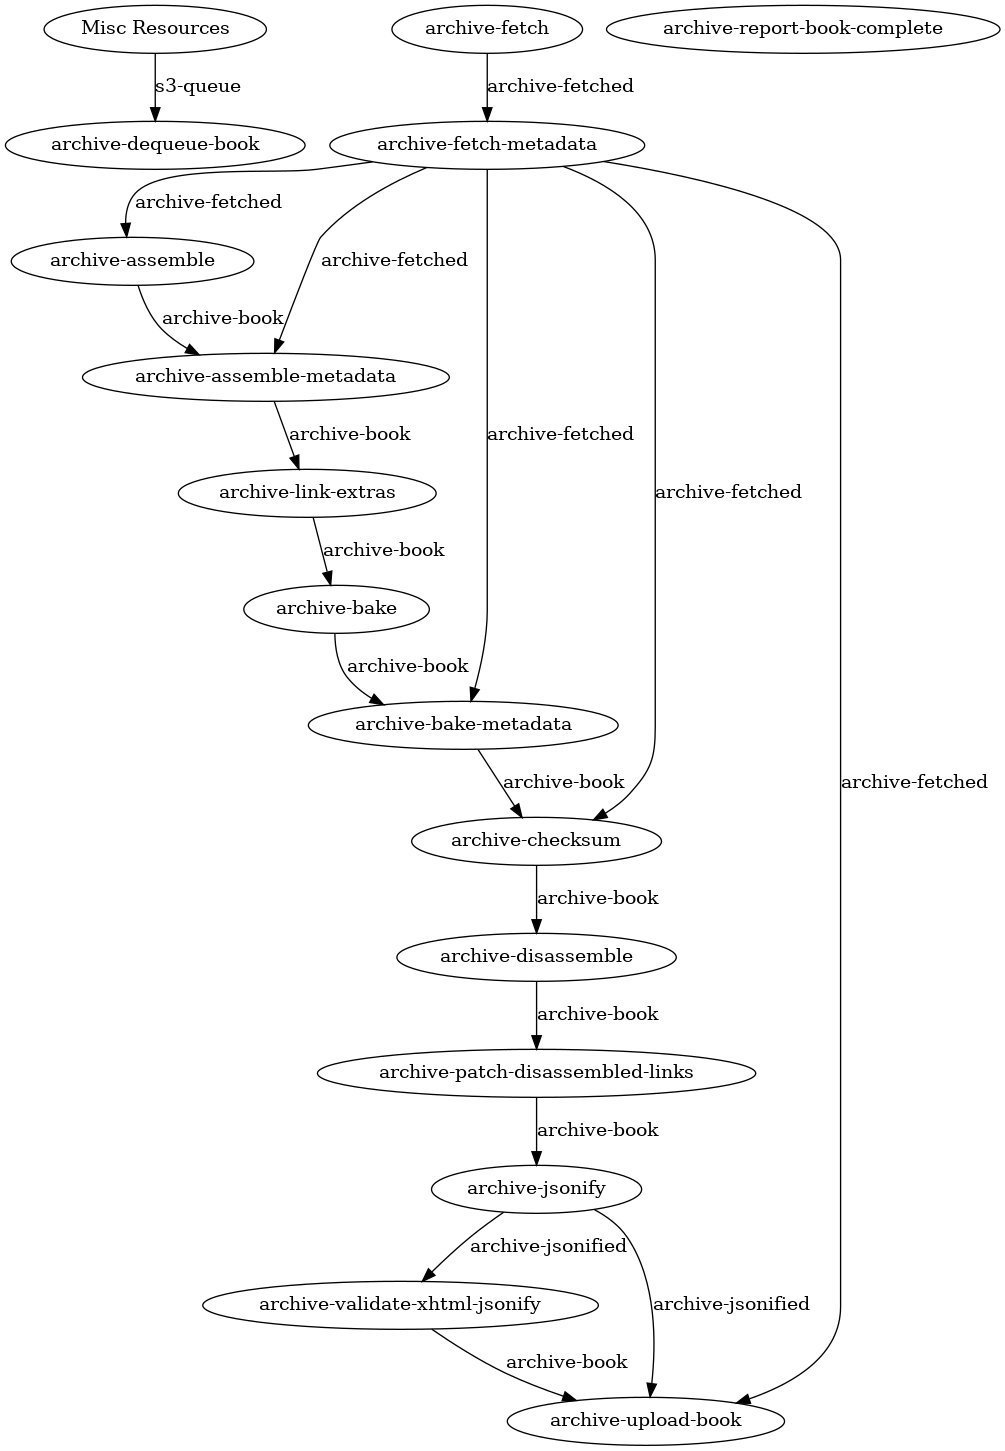 Misc Resources
archive-fetch
archive-report-book-complete
s3-queue
archive-fetched
archive-dequeue-book
archive-fetch-metadata
archive-fetched
archive-assemble
archive-fetched
archive-book
archive-assemble-metadata
archive-book
archive-fetched
archive-link-extras
archive-fetched
archive-book
archive-bake
archive-book
archive-bake-metadata
archive-book
archive-fetched
archive-checksum
archive-book
archive-disassemble
archive-book
archive-patch-disassembled-links
archive-book
archive-jsonify
archive-jsonified
archive-validate-xhtml-jsonify
archive-jsonified
archive-book
archive-upload-book